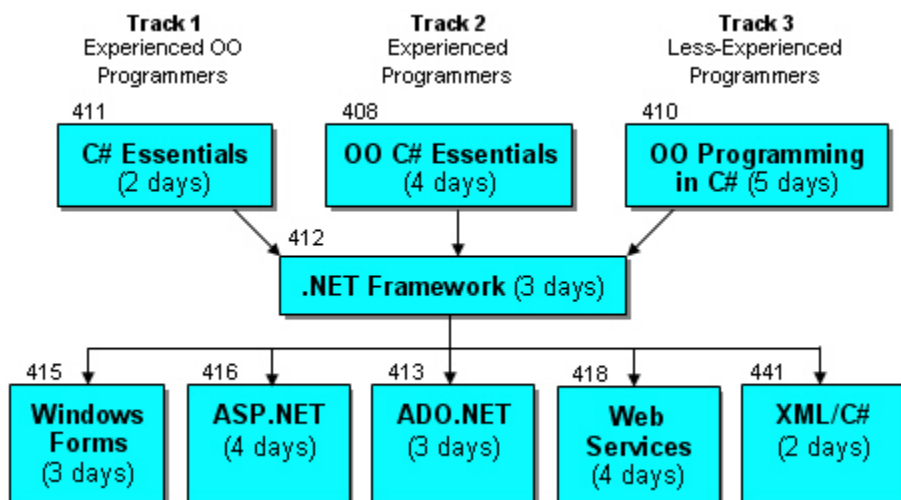 Track 1
Experienced OO
Programmers
Track 2
Experienced
Programmers
Track 3
Less-Experienced
Programmers
411
C# Essentials
(2 days)
408
OO C# Essentials
(4 days)
410
OO Programming
in C# (5 days)
412
.NET Framework (3 days)
415
Windows
Forms
(3 days)
416
ASP.NET
(4 days)
413
ADO.NET
(3 days)
418
Web
Services
(4 days)
441
XML/C#
(2 days)